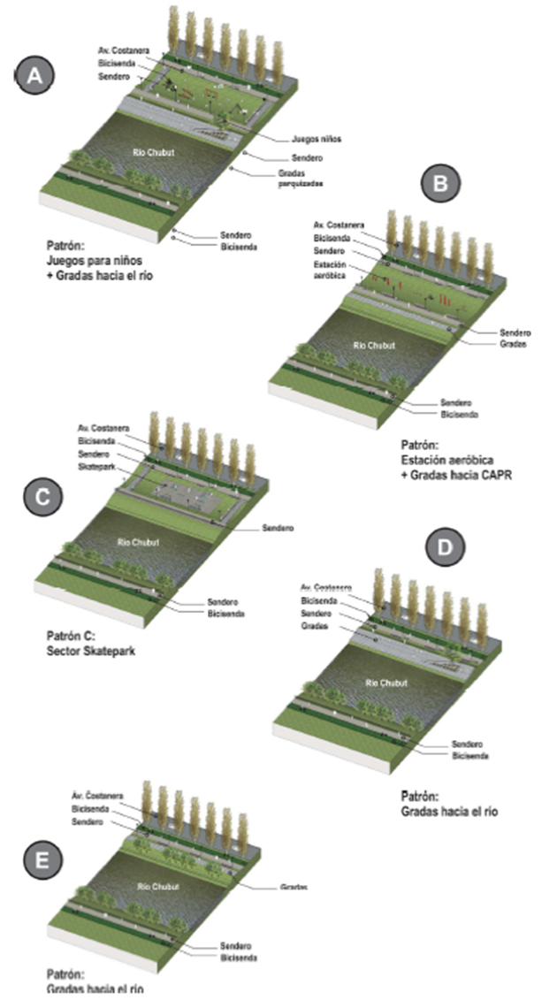 A
Av. Costanera
Bicisenda
Sendero
Río Chubut
Juegos niños
Sendero
Gradas
parquizadas
Sendero
Bicisenda
Patrón:
Juegos para niños
+ Gradas hacia el río
B
Av. Costanera
Bicisenda
Sendero
Estación
aeróbica
Río Chubut
Sendero
Gradas
Sendero
Bicisenda
Patrón:
Estación aeróbica
+ Gradas hacia CAPR
C
Av. Costanera
Bicisenda
Sendero
Skatepark
Río Chubut
Sendero
Sendero
Bicisenda
Patrón C:
Sector Skatepark
D
Av. Costanera
Bicisenda
Sendero
Gradas
Río Chubut
Sendero
Bicisenda
Patrón:
Gradas hacia el río
E
Av. Costanera
Bicisenda
Sendero
Río Chubut
Gradas
Sendero
Bicisenda
Patrón:
Gradas hacia el río